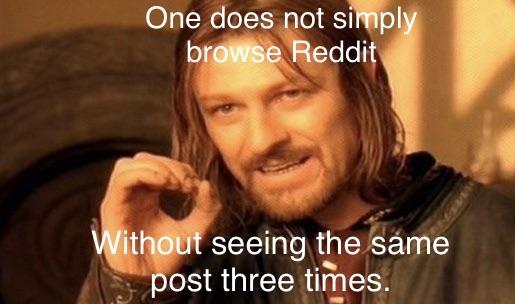 One does not simply
browse Reddit
Without seeing the same
post three times.